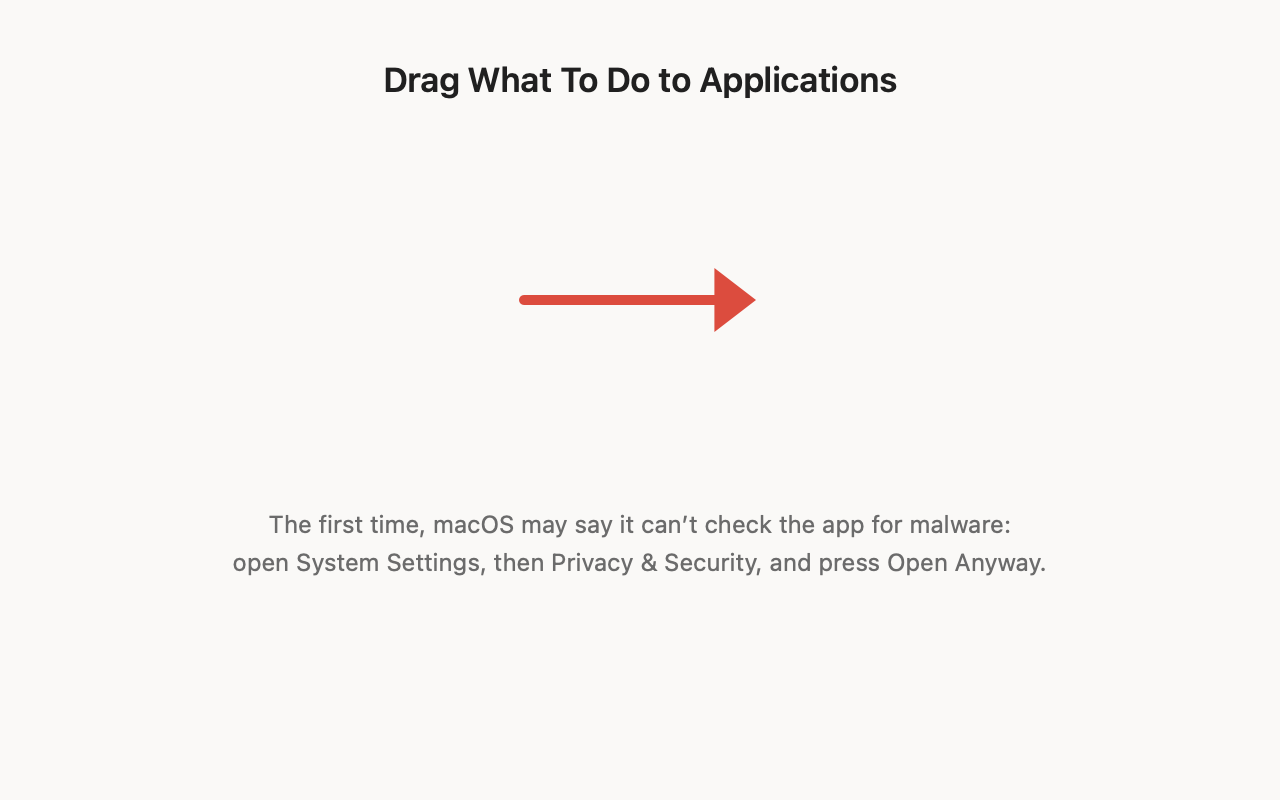 Drag What To Do to Applications
The first time, macOS may say it can’t check the app for malware:
open System Settings, then Privacy & Security, and press Open Anyway.